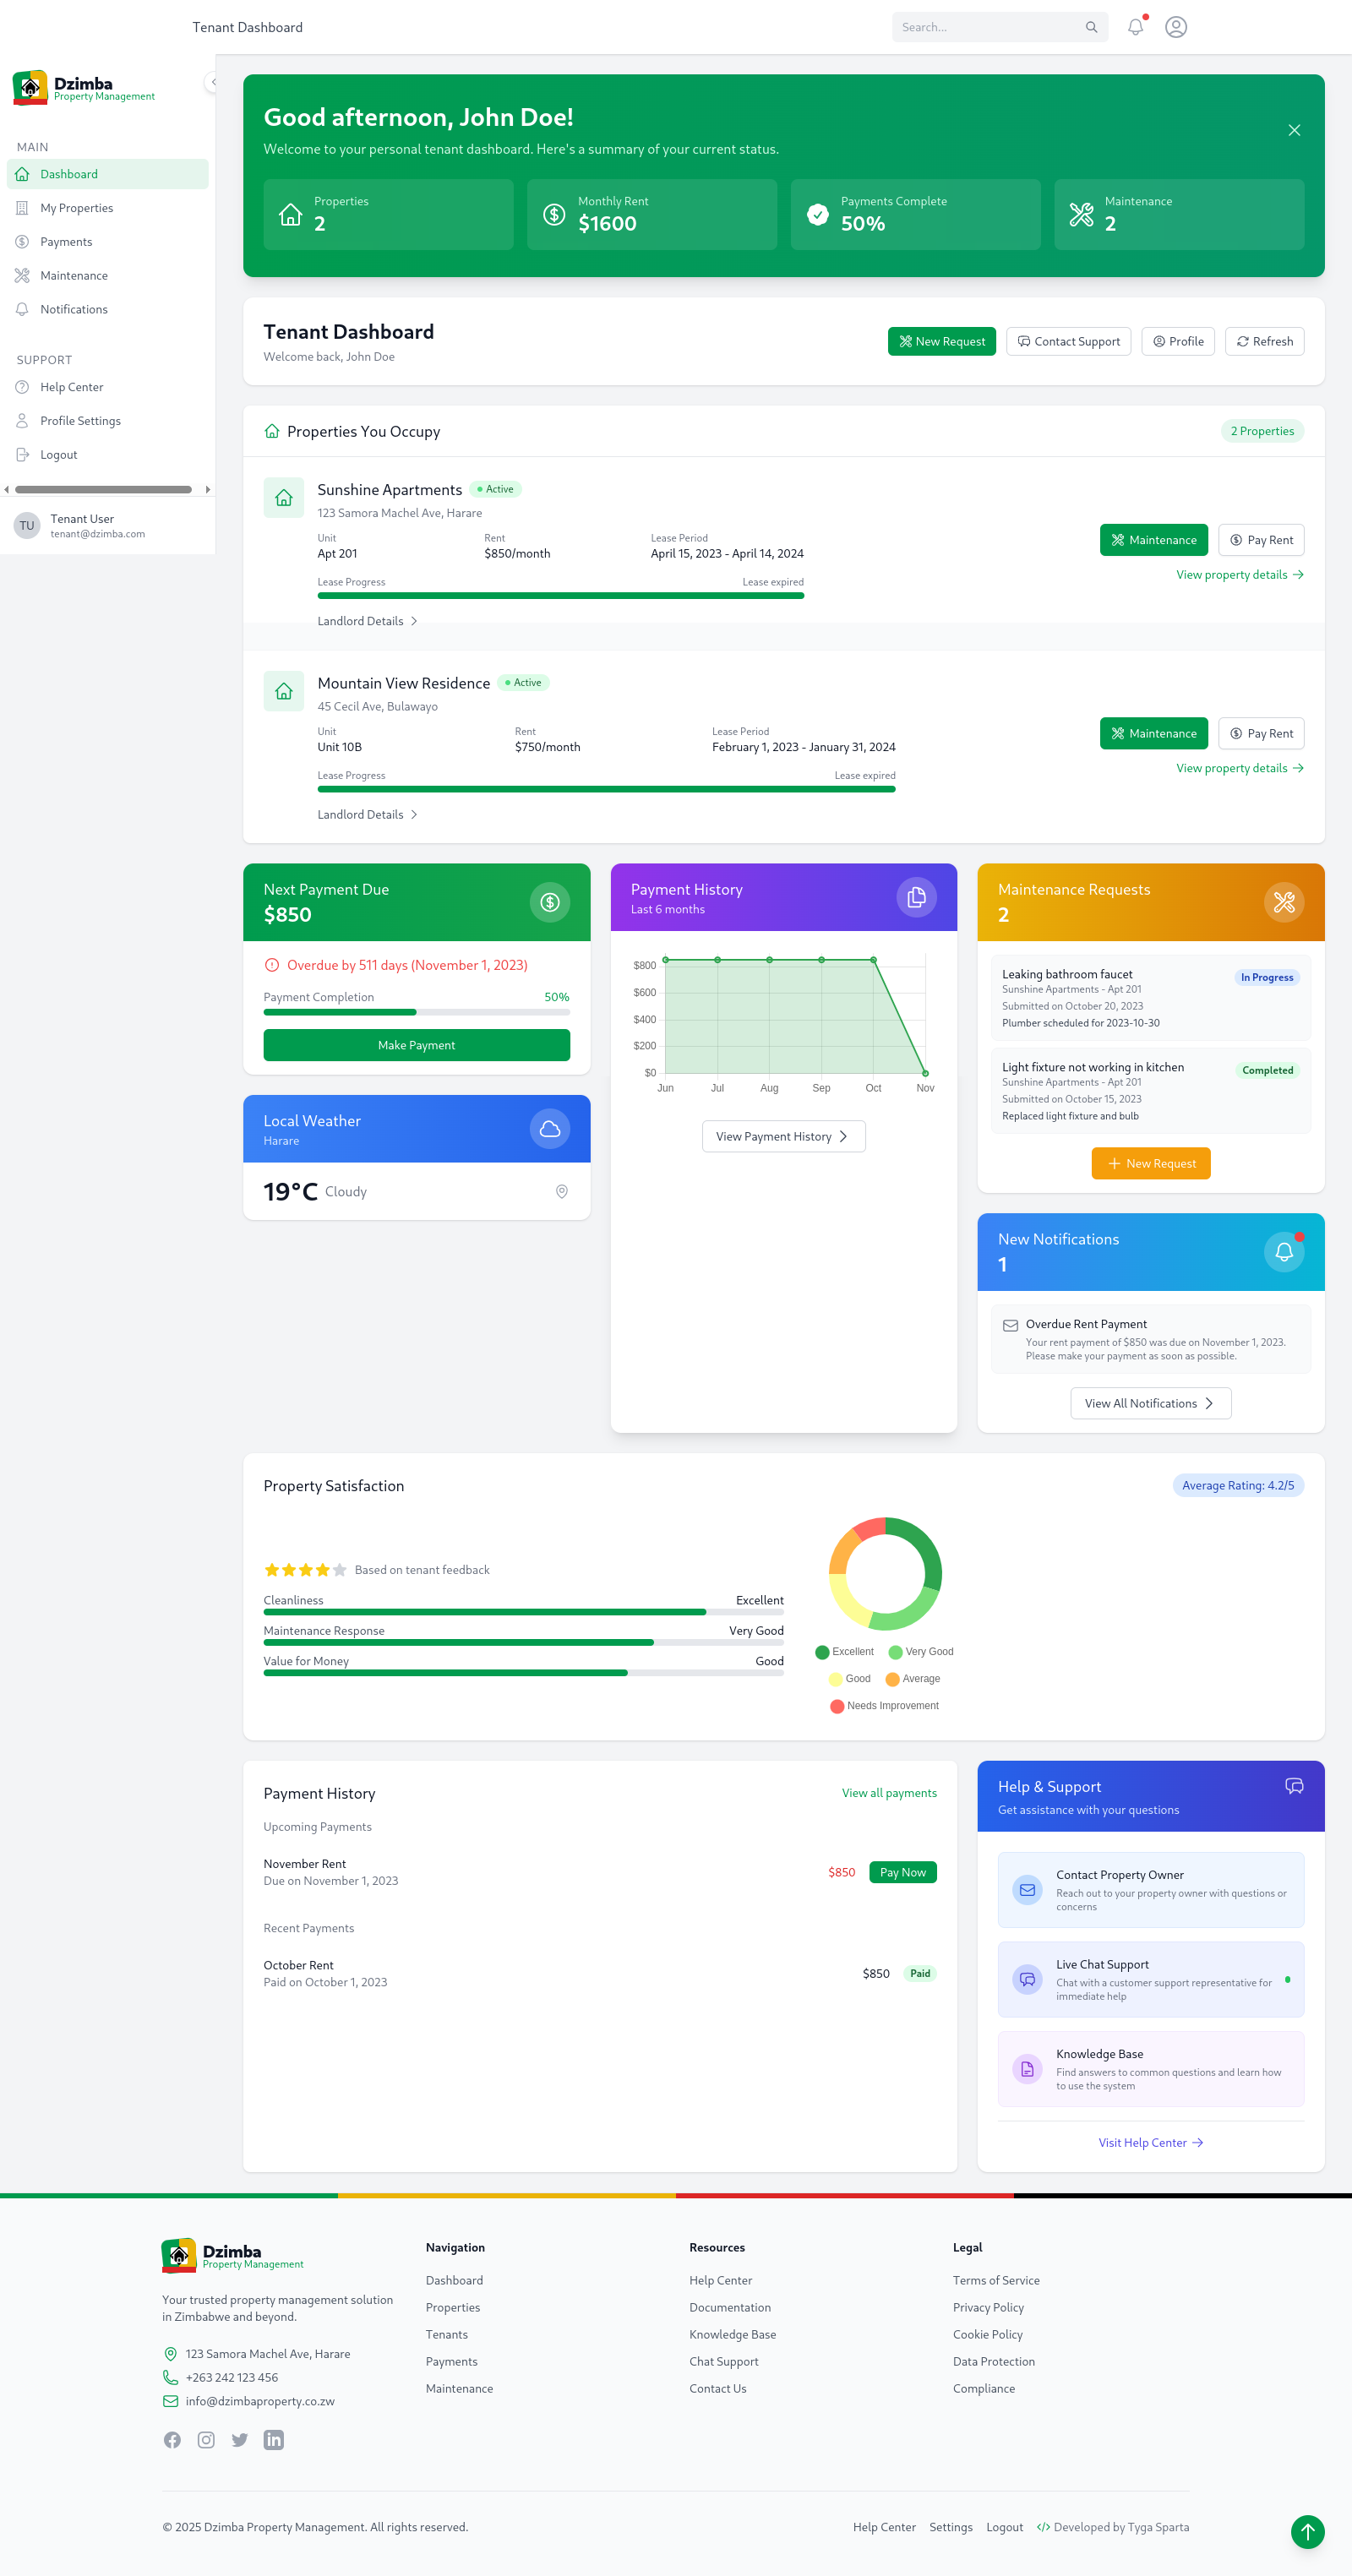 Tenant Dashboard
Search...
Dzimba
Property Management
MAIN
Dashboard
My Properties
Payments
Maintenance
Notifications
SUPPORT
Help Center
Profile Settings
Logout
TU
Tenant User
tenant@dzimba.com
Good afternoon, John Doe!
Welcome to your personal tenant dashboard. Here's a summary of your current status.
Properties
2
Monthly Rent
$1600
Payments Complete
50%
Maintenance
2
Tenant Dashboard
Welcome back, John Doe
New Request
Contact Support
Profile
Refresh
Properties You Occupy
2 Properties
Sunshine Apartments
Active
123 Samora Machel Ave, Harare
Unit
Apt 201
Rent
$850/month
Lease Period
April 15, 2023 - April 14, 2024
Lease Progress
Lease expired
Landlord Details
Maintenance
Pay Rent
View property details
Mountain View Residence
Active
45 Cecil Ave, Bulawayo
Unit
Unit 10B
Rent
$750/month
Lease Period
February 1, 2023 - January 31, 2024
Lease Progress
Lease expired
Landlord Details
Maintenance
Pay Rent
View property details
Next Payment Due
$850
Overdue by 511 days (November 1, 2023)
Payment Completion
50%
Make Payment
Local Weather
Harare
19°C
Cloudy
Payment History
Last 6 months
$800
$600
$400
$200
$0
Jun
Jul
Aug
Sep
Oct
Nov
View Payment History
Maintenance Requests
2
Leaking bathroom faucet
In Progress
Sunshine Apartments - Apt 201
Submitted on October 20, 2023
Plumber scheduled for 2023-10-30
Light fixture not working in kitchen
Completed
Sunshine Apartments - Apt 201
Submitted on October 15, 2023
Replaced light fixture and bulb
New Request
New Notifications
1
Overdue Rent Payment
Your rent payment of $850 was due on November 1, 2023.
Please make your payment as soon as possible.
View All Notifications
Property Satisfaction
Average Rating: 4.2/5
Based on tenant feedback
Cleanliness
Excellent
Maintenance Response
Very Good
Value for Money
Good
Excellent
Very Good
Good
Average
Needs Improvement
Payment History
View all payments
Upcoming Payments
November Rent
Due on November 1, 2023
$850
Pay Now
Recent Payments
October Rent
Paid on October 1, 2023
$850
Paid
Help & Support
Get assistance with your questions
Contact Property Owner
Reach out to your property owner with questions or
concerns
Live Chat Support
Chat with a customer support representative for
immediate help
Knowledge Base
Find answers to common questions and learn how
to use the system
Visit Help Center
Dzimba
Property Management
Your trusted property management solution
in Zimbabwe and beyond.
123 Samora Machel Ave, Harare
+263 242 123 456
info@dzimbaproperty.co.zw
Navigation
Dashboard
Properties
Tenants
Payments
Maintenance
Resources
Help Center
Documentation
Knowledge Base
Chat Support
Contact Us
Legal
Terms of Service
Privacy Policy
Cookie Policy
Data Protection
Compliance
© 2025 Dzimba Property Management. All rights reserved.
Help Center
Settings
Logout
Developed by Tyga Sparta